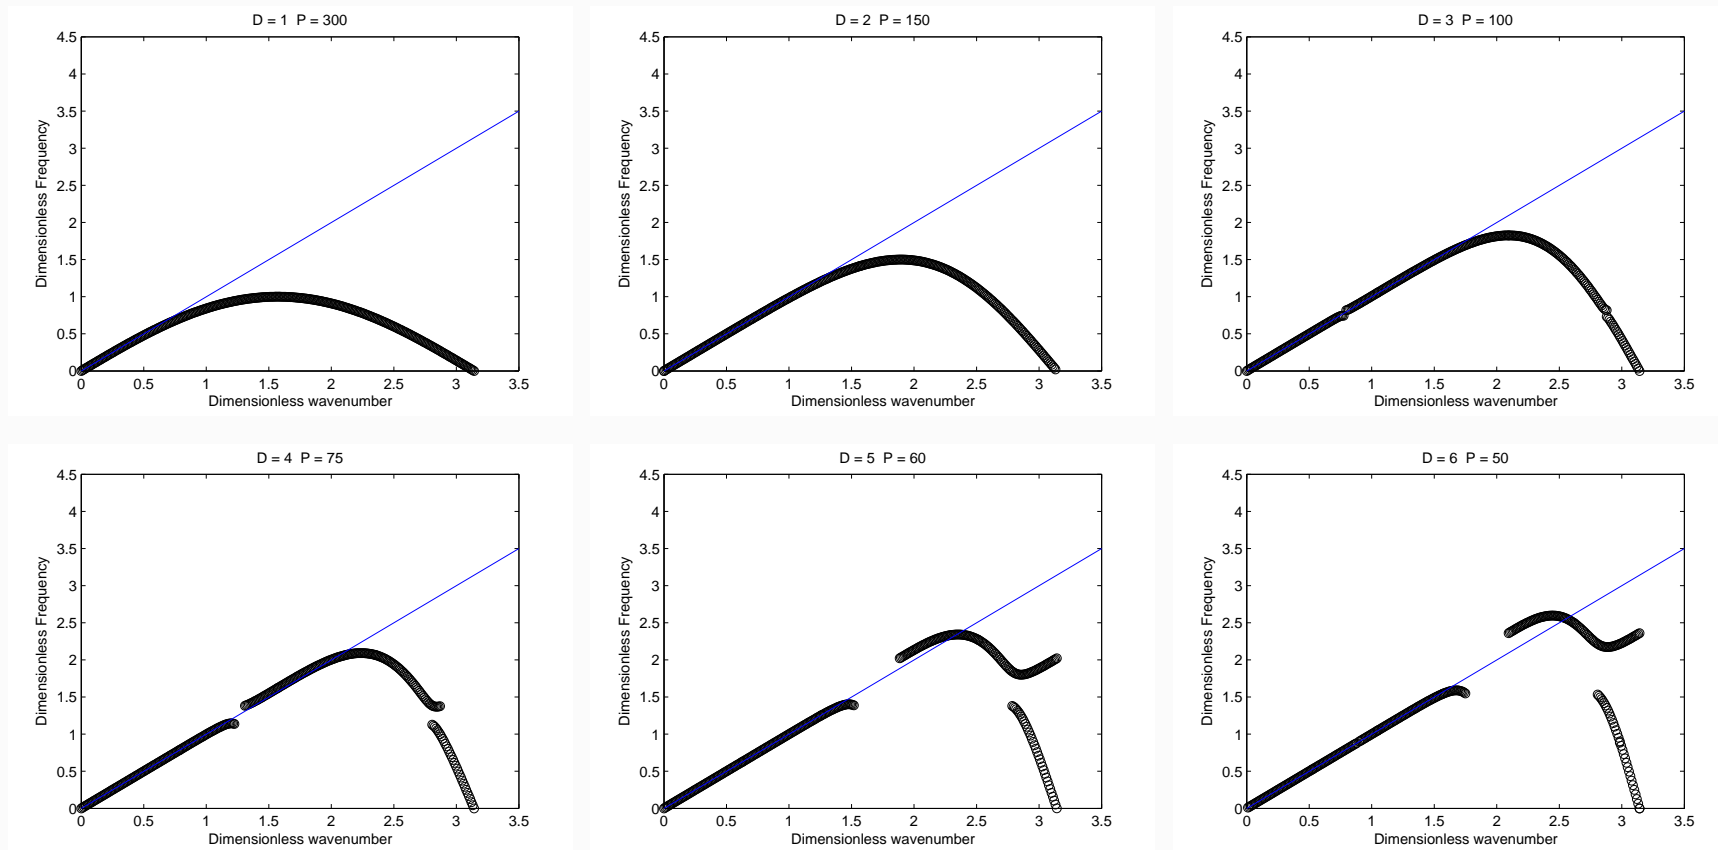 D = 1  P = 300
4.5
4
3.5
3
2.5
2
1.5
1
0.5
0
Dimensionless Frequency
0 0.5 1 1.5 2 2.5 3 3.5
Dimensionless wavenumber
D = 2  P = 150
4.5
4
3.5
3
2.5
2
1.5
1
0.5
0
Dimensionless Frequency
0 0.5 1 1.5 2 2.5 3 3.5
Dimensionless wavenumber
D = 3  P = 100
4.5
4
3.5
3
2.5
2
1.5
1
0.5
0
Dimensionless Frequency
0 0.5 1 1.5 2 2.5 3 3.5
Dimensionless wavenumber
D = 4  P = 75
4.5
4
3.5
3
2.5
2
1.5
1
0.5
0
Dimensionless Frequency
0 0.5 1 1.5 2 2.5 3 3.5
Dimensionless wavenumber
D = 5  P = 60
4.5
4
3.5
3
2.5
2
1.5
1
0.5
0
Dimensionless Frequency
0 0.5 1 1.5 2 2.5 3 3.5
Dimensionless wavenumber
D = 6  P = 50
4.5
4
3.5
3
2.5
2
1.5
1
0.5
0
Dimensionless Frequency
0 0.5 1 1.5 2 2.5 3 3.5
Dimensionless wavenumber